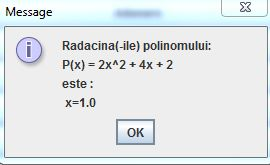 Message
Radacina(-ile) polinomului:
P(x) = 2x^2 + 4x + 2
este :
x=1.0
OK